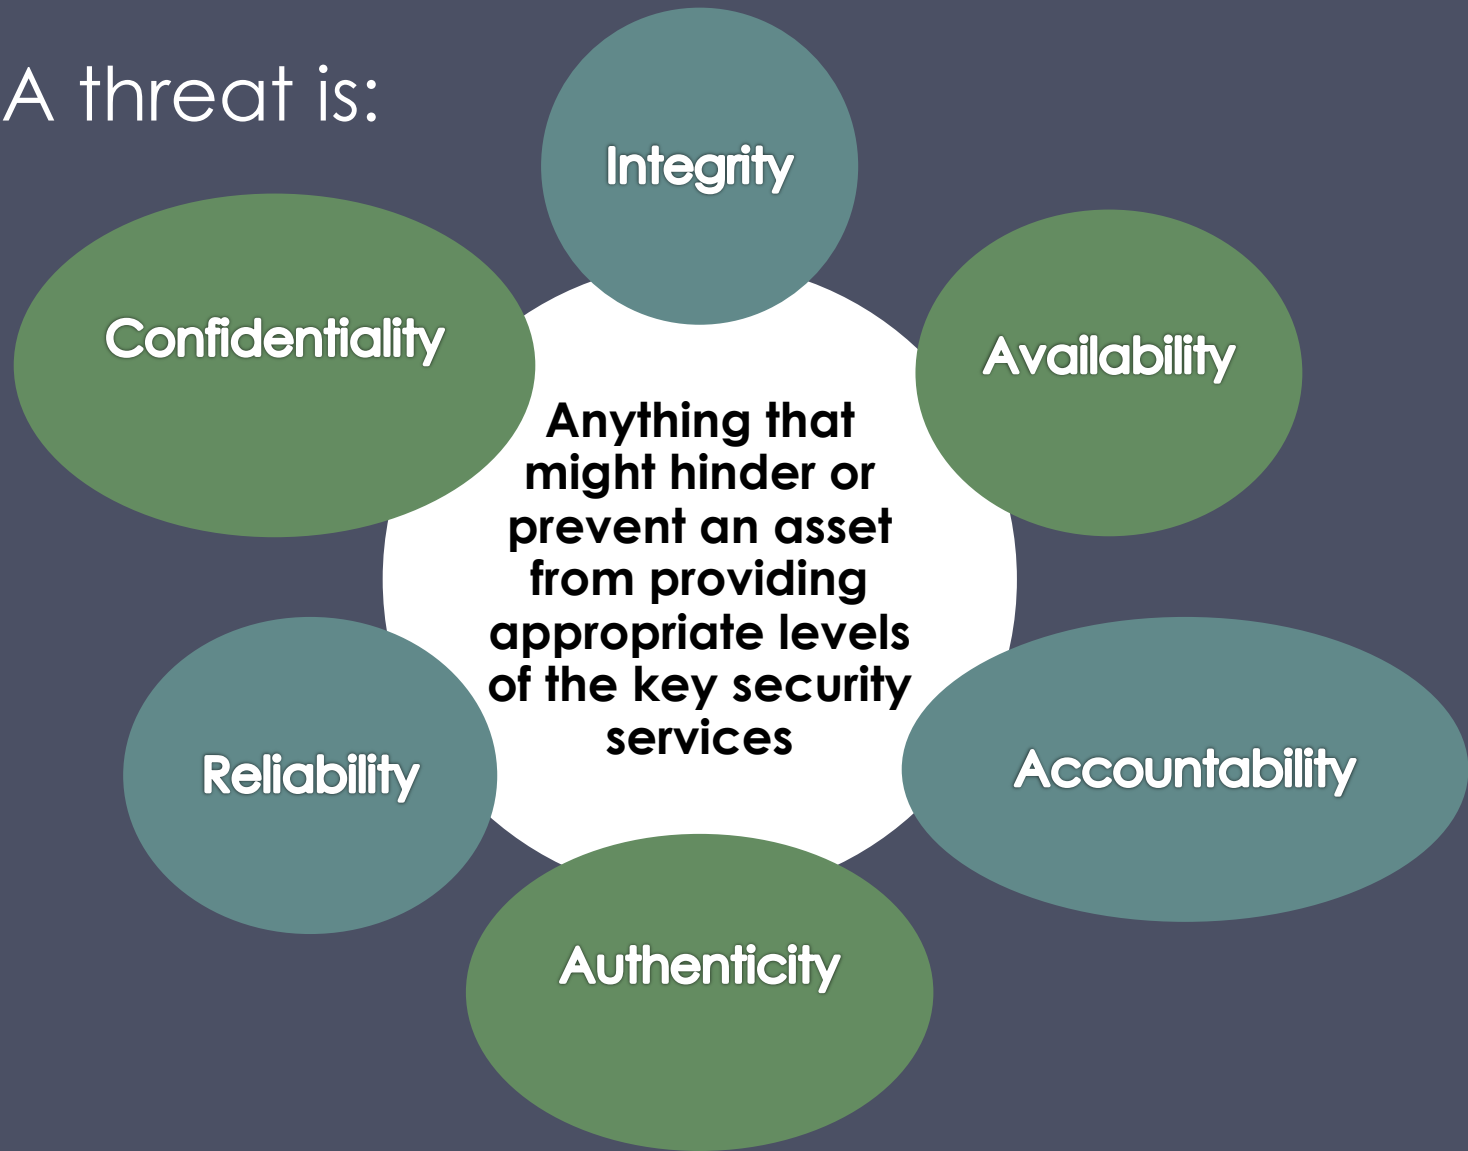 A threat is:
Integrity
Confidentiality
Availability
Anything that
might hinder or
prevent an asset
from providing
appropriate levels
of the key security
services
Reliability
Accountability
Authenticity